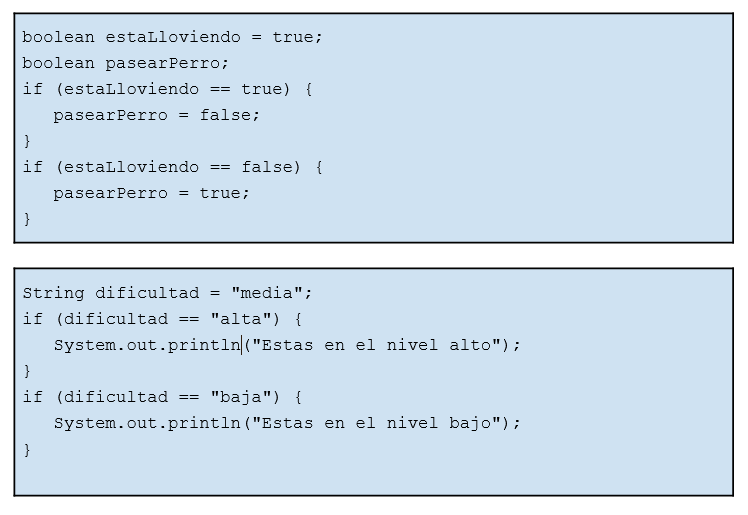 boolean estaLloviendo = true;
boolean pasearPerro;
if (estaLloviendo == true) {
   pasearPerro = false;
}
if (estaLloviendo == false) {
   pasearPerro = true;
}
String dificultad = "media";
if (dificultad == "alta") {
   System.out.println("Estas en el nivel alto");
}
if (dificultad == "baja") {
   System.out.println("Estas en el nivel bajo");
}